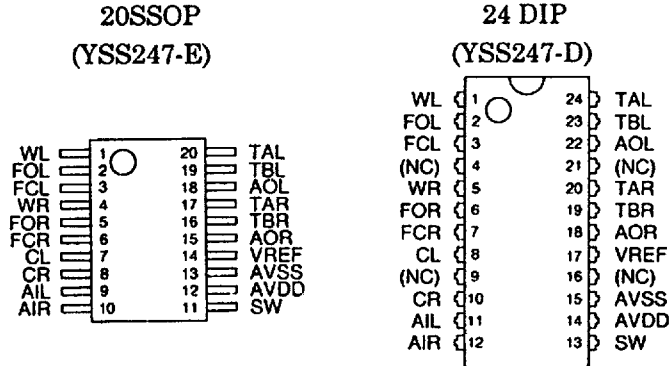 20SSOP
(YSS247-E)
WL 1 20 TAL
FOL 2 19 TBL
FCL 3 18 AOL
WR 4 17 TAR
FOR 5 16 TBR
FCR 6 15 AOR
CL 7 14 VREF
CR 8 13 AVSS
AIL 9 12 AVDD
AIR 10 11 SW
24 DIP
(YSS247-D)
WL 1 24 TAL
FOL 2 23 TBL
FCL 3 22 AOL
(NC) 4 21 (NC)
WR 5 20 TAR
FOR 6 19 TBR
FCR 7 18 AOR
CL 8 17 VREF
(NC) 9 16 (NC)
CR 10 15 AVSS
AIL 11 14 AVDD
AIR 12 13 SW